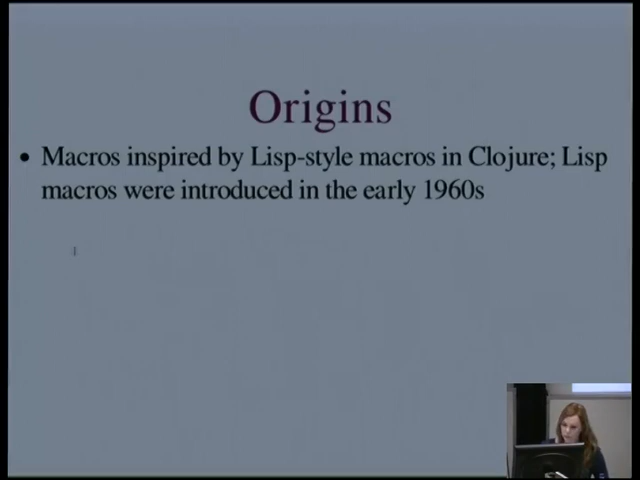 Origins
• Macros inspired by Lisp-style macros in Clojure; Lisp
macros were introduced in the early 1960s